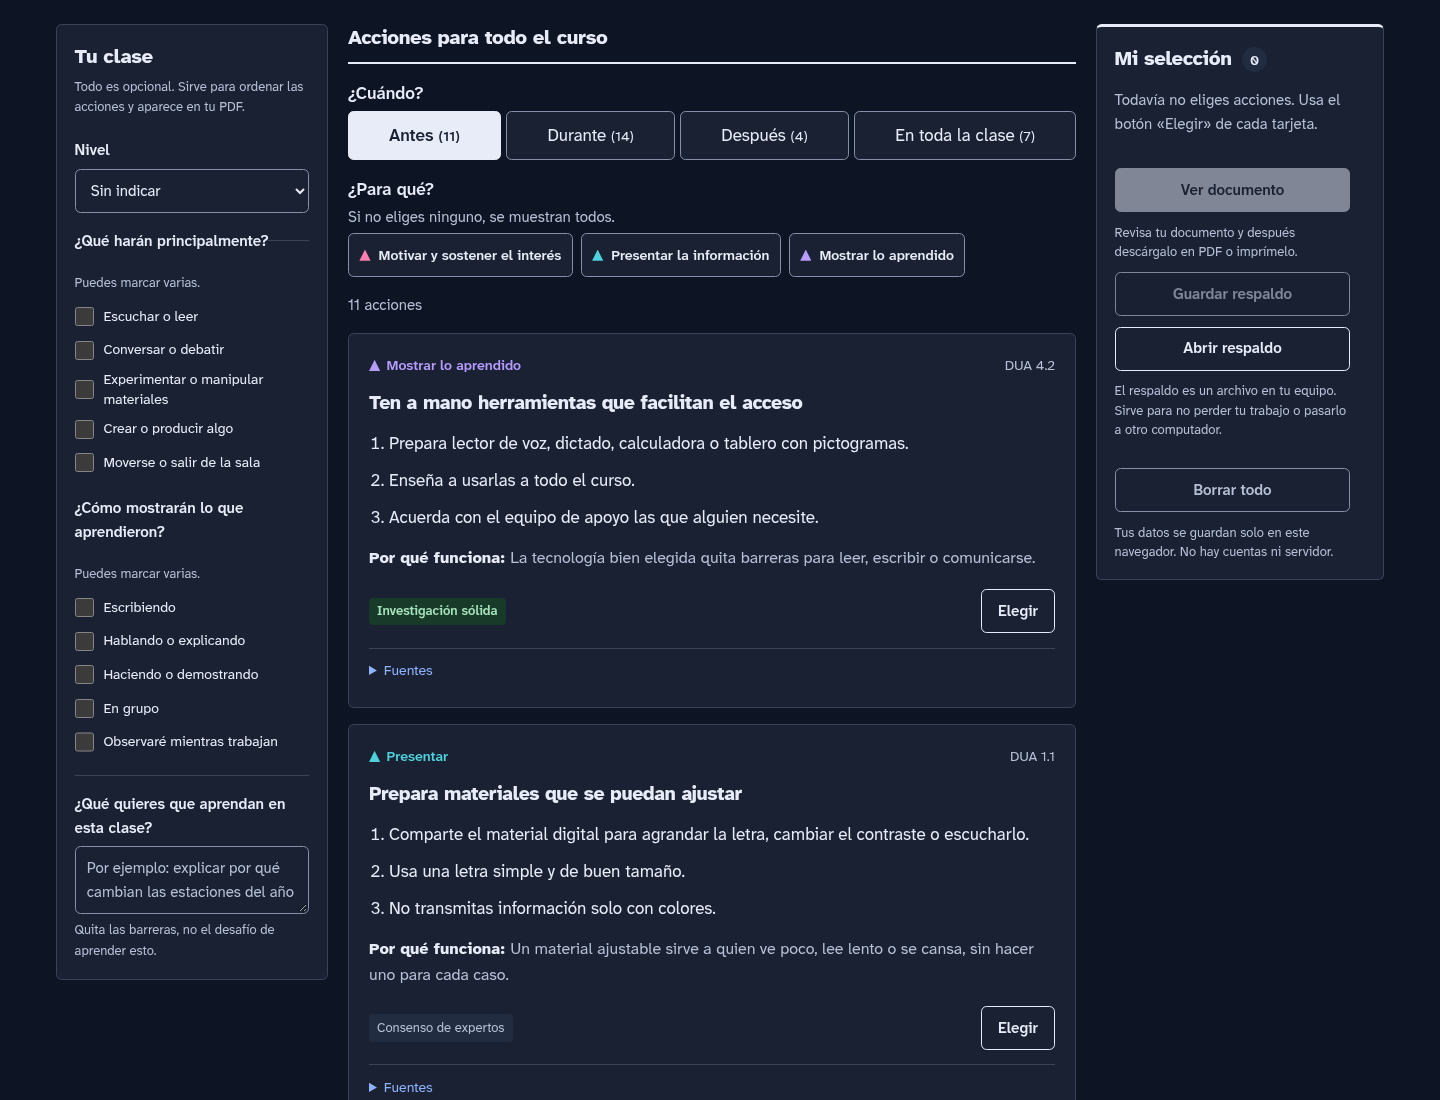 Tu clase
Todo es opcional. Sirve para ordenar las
acciones y aparece en tu PDF.
Nivel
Sin indicar
¿Qué harán principalmente?
Puedes marcar varias.
Escuchar o leer
Conversar o debatir
Experimentar o manipular
materiales
Crear o producir algo
Moverse o salir de la sala
¿Cómo mostrarán lo que
aprendieron?
Puedes marcar varias.
Escribiendo
Hablando o explicando
Haciendo o demostrando
En grupo
Observaré mientras trabajan
¿Qué quieres que aprendan en
esta clase?
Por ejemplo: explicar por qué
cambian las estaciones del año
Quita las barreras, no el desafío de
aprender esto.
Acciones para todo el curso
¿Cuándo?
Antes (11)
Durante (14)
Después (4)
En toda la clase (7)
¿Para qué?
Si no eliges ninguno, se muestran todos.
Motivar y sostener el interés
Presentar la información
Mostrar lo aprendido
11 acciones
Mostrar lo aprendido
DUA 4.2
Ten a mano herramientas que facilitan el acceso
1. Prepara lector de voz, dictado, calculadora o tablero con pictogramas.
2. Enseña a usarlas a todo el curso.
3. Acuerda con el equipo de apoyo las que alguien necesite.
Por qué funciona: La tecnología bien elegida quita barreras para leer, escribir o comunicarse.
Investigación sólida
Elegir
Fuentes
Presentar
DUA 1.1
Prepara materiales que se puedan ajustar
1. Comparte el material digital para agrandar la letra, cambiar el contraste o escucharlo.
2. Usa una letra simple y de buen tamaño.
3. No transmitas información solo con colores.
Por qué funciona: Un material ajustable sirve a quien ve poco, lee lento o se cansa, sin hacer
uno para cada caso.
Consenso de expertos
Elegir
Fuentes
Mi selección 0
Todavía no eliges acciones. Usa el
botón «Elegir» de cada tarjeta.
Ver documento
Revisa tu documento y después
descárgalo en PDF o imprímelo.
Guardar respaldo
Abrir respaldo
El respaldo es un archivo en tu equipo.
Sirve para no perder tu trabajo o pasarlo
a otro computador.
Borrar todo
Tus datos se guardan solo en este
navegador. No hay cuentas ni servidor.